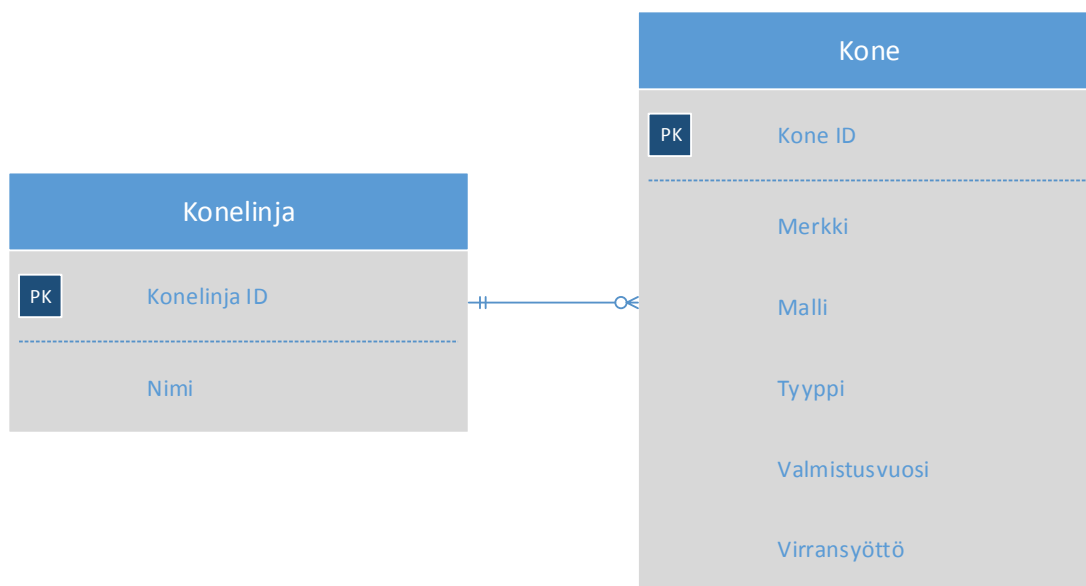 Konelinja
PK Konelinja ID
Nimi
Kone
PK Kone ID
Merkki
Malli
Tyyppi
Valmistusvuosi
Virransyöttö